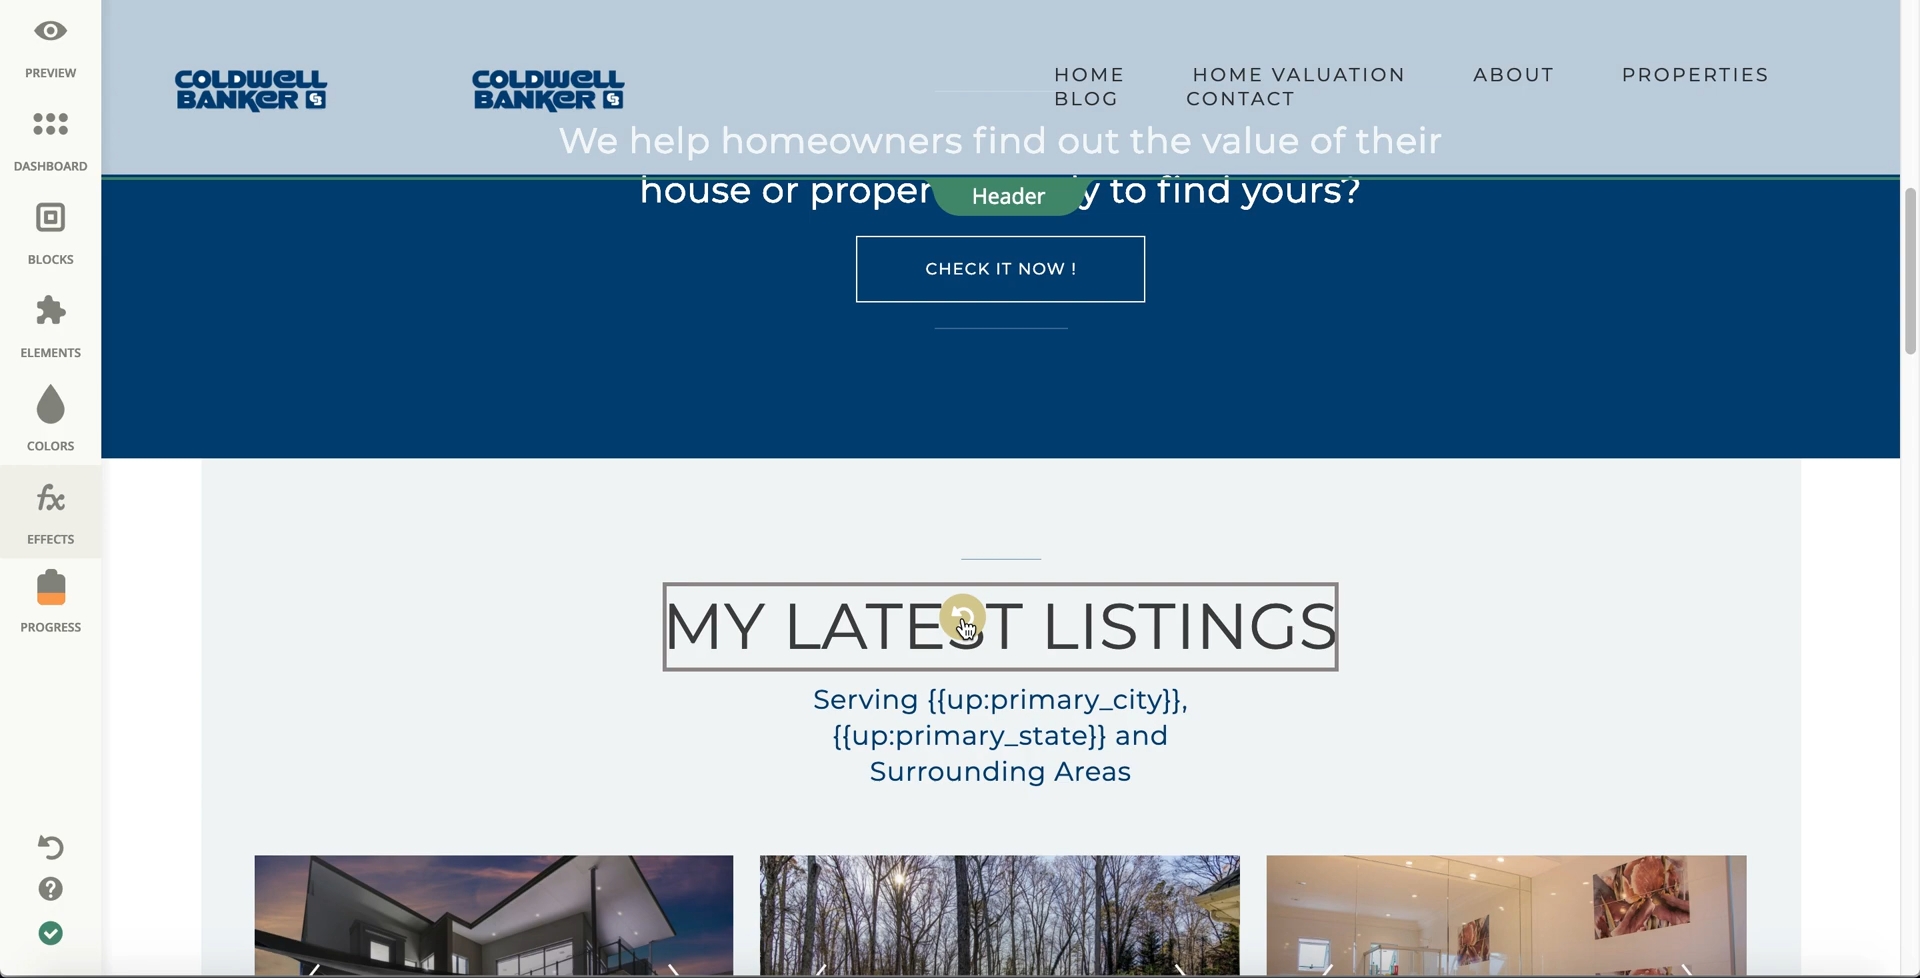 PREVIEW
DASHBOARD
BLOCKS
ELEMENTS
COLORS
EFFECTS
PROGRESS
COLDWELL
BANKER
COLDWELL
BANKER
HOME HOME VALUATION ABOUT PROPERTIES
BLOG CONTACT
We help homeowners find out the value of their
house or proper y to find yours?
Header
CHECK IT NOW !
MY LATEST LISTINGS
Serving {{up:primary_city}},
{{up:primary_state}} and
Surrounding Areas